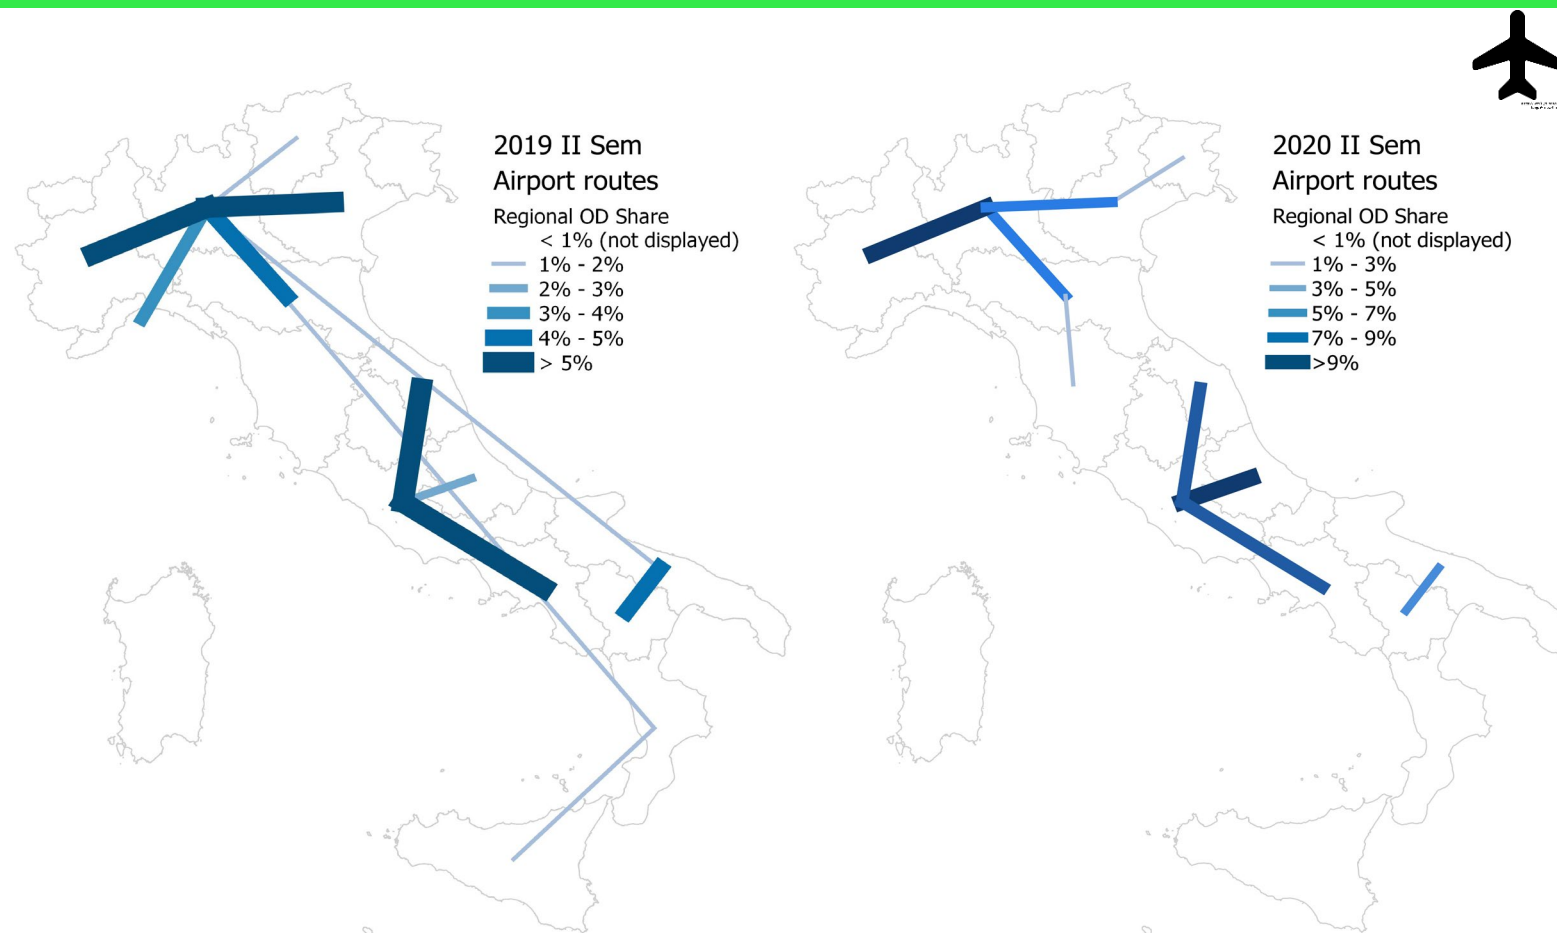 2019 II Sem
Airport routes
Regional OD Share
< 1% (not displayed)
1% - 2%
2% - 3%
3% - 4%
4% - 5%
> 5%
2020 II Sem
Airport routes
Regional OD Share
< 1% (not displayed)
1% - 3%
3% - 5%
5% - 7%
7% - 9%
>9%